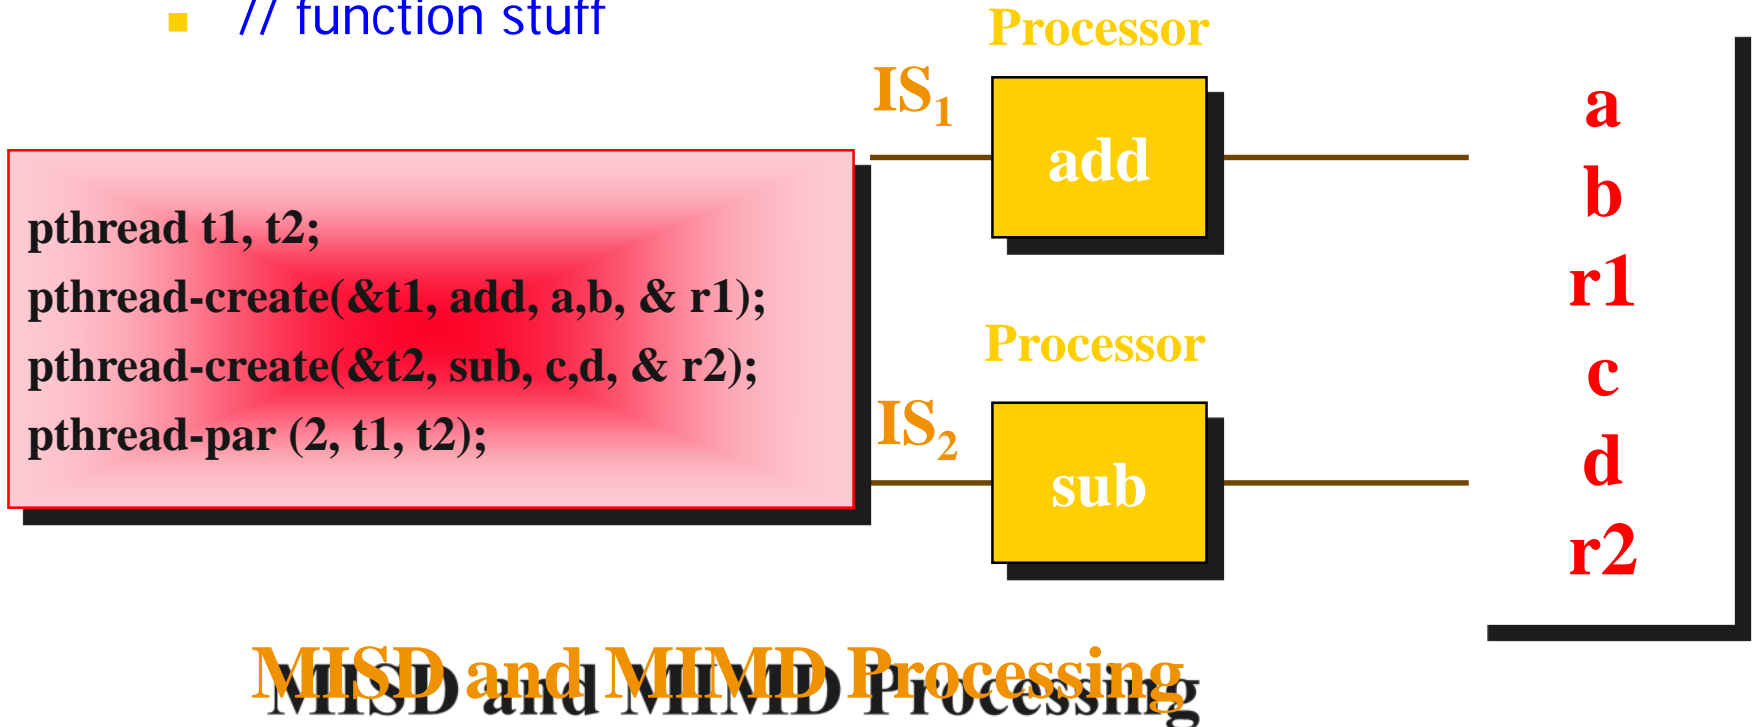 // function stuff
pthread t1, t2;
pthread-create(&t1, add, a,b, & r1);
pthread-create(&t2, sub, c,d, & r2);
pthread-par (2, t1, t2);
Processor
IS1
add
Processor
IS2
sub
a
b
r1
c
d
r2
MISD and MIMD Processing